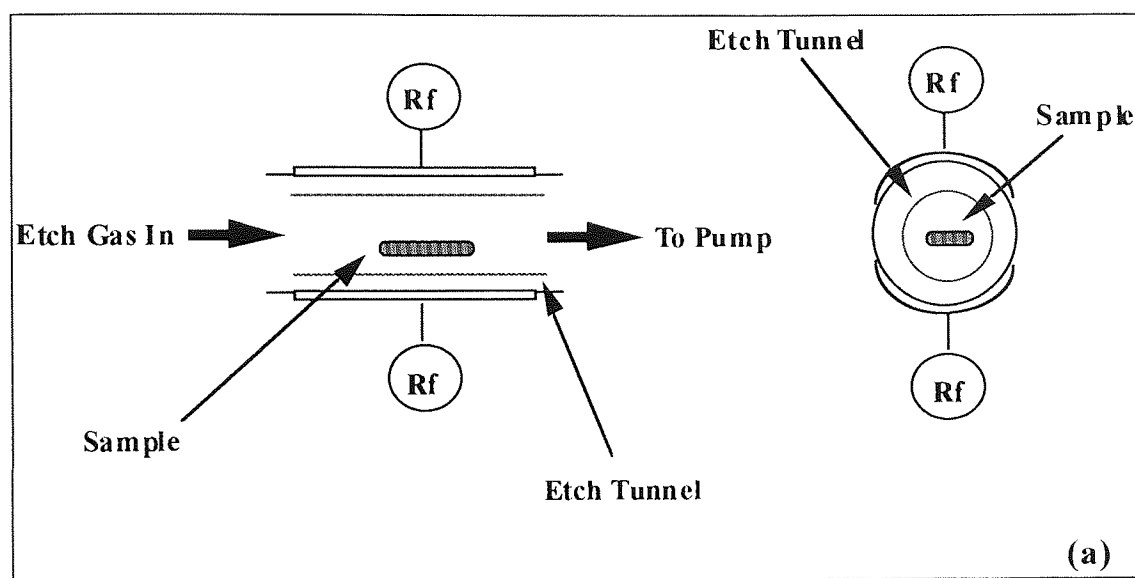 Etch Tunnel
Rf
Rf
Sample
Etch Gas In
To Pump
Rf
Rf
Sample
Etch Tunnel
(a)